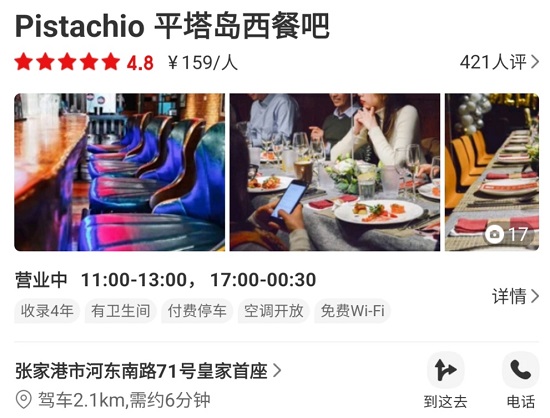 Pistachio 平塔岛西餐吧
4.8 ¥159/人 421人评
17
营业中 11:00-13:00， 17:00-00:30
收录4年 有卫生间 付费停车 空调开放 免费Wi-Fi 详情
张家港市河东南路71号皇家首座
驾车2.1km,需约6分钟 到这去 电话